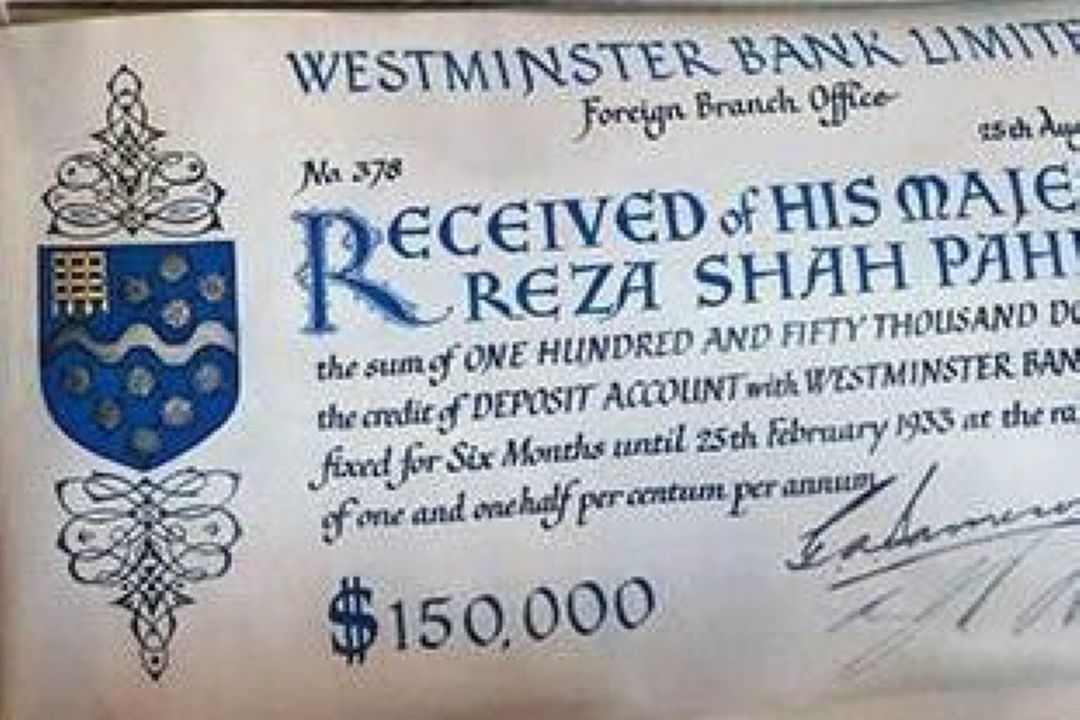 WESTMINSTER BANK LIMITE
Foreign Branch Office
25th Aug
No. 378
RECEIVED of HIS MAJE
REZA SHAH PAH
the sum of ONE HUNDRED AND FIFTY THOUSAND DO
the credit of DEPOSIT ACCOUNT with WESTMINSTER BAN
fixed for Six Months until 25th February 1933 at the ra
of one and one half per centum per annum
$150,000